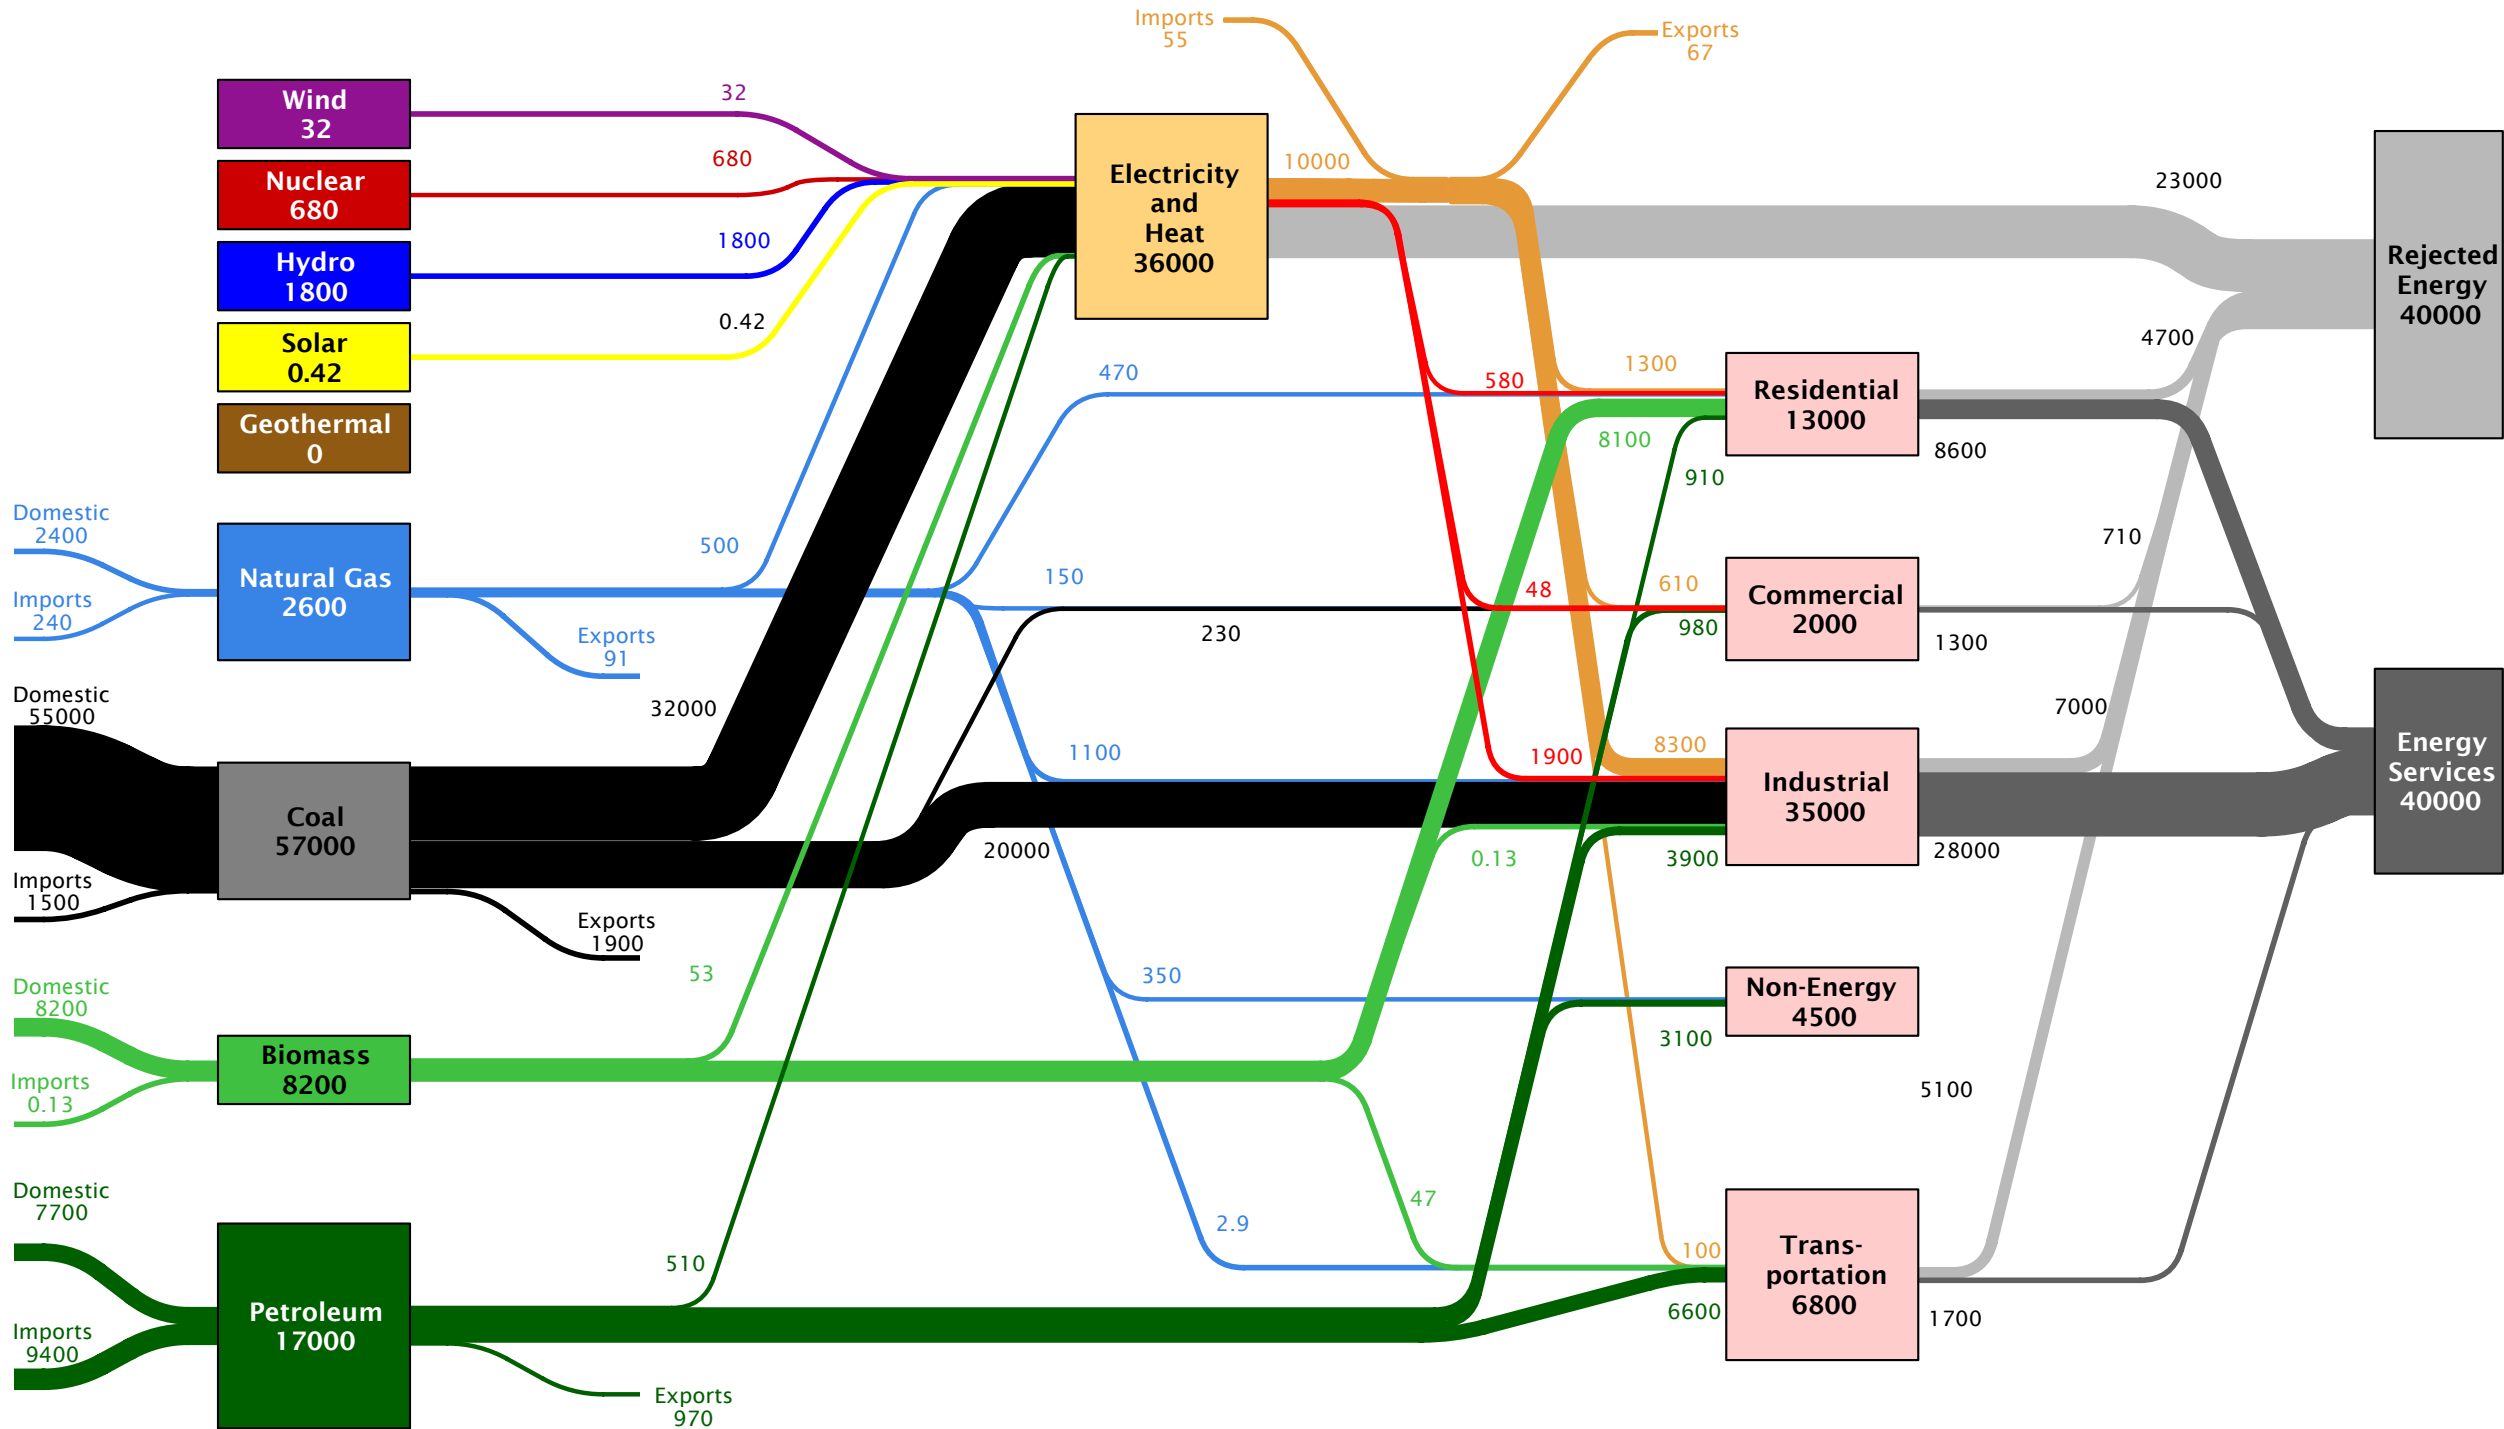 Imports
55
Exports
67
Wind
32
32
Nuclear
680
680
Hydro
1800
1800
Solar
0.42
0.42
Geothermal
0
Electricity
and
Heat
36000
10000
23000
Rejected
Energy
40000
4700
470
580
1300
Residential
13000
8100
910
8600
Domestic
2400
Imports
240
Natural Gas
2600
500
Exports
91
150
230
48
610
980
Commercial
2000
710
1300
Domestic
55000
Imports
1500
Coal
57000
32000
Exports
1900
1100
20000
1900
8300
0.13
3900
Industrial
35000
7000
28000
Energy
Services
40000
Domestic
8200
Imports
0.13
Biomass
8200
53
350
Non-Energy
4500
3100
5100
Domestic
7700
Imports
9400
Petroleum
17000
510
Exports
970
2.9
47
100
6600
Trans-
portation
6800
1700